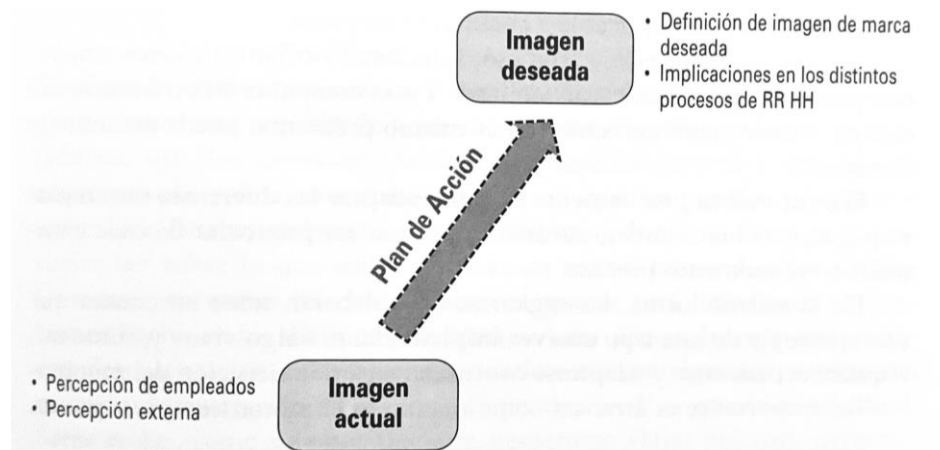 Imagen
deseada
• Definición de imagen de marca
deseada
• Implicaciones en los distintos
procesos de RR HH
Plan de Acción
• Percepción de empleados
• Percepción externa
Imagen
actual